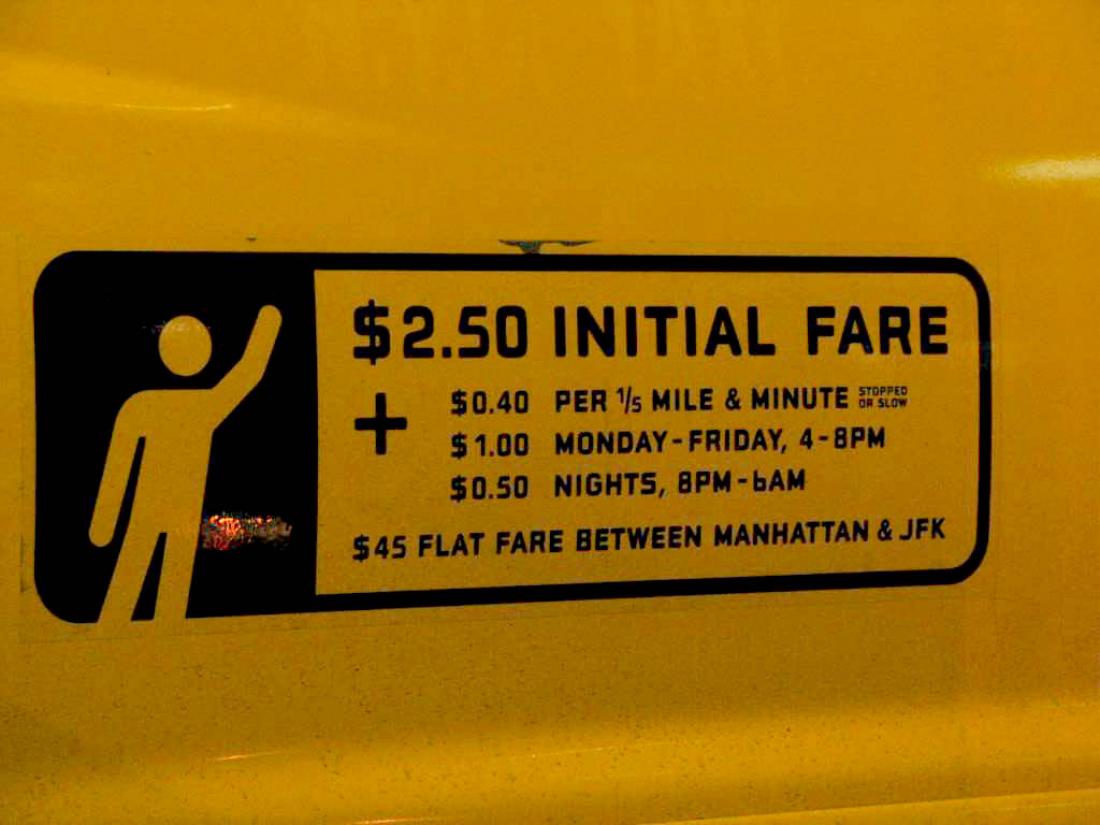 $2.50 INITIAL FARE
+ $0.40 PER 1/5 MILE & MINUTE STOPPED OR SLOW
$1.00 MONDAY-FRIDAY, 4-8PM
$0.50 NIGHTS, 8PM-6AM
$45 FLAT FARE BETWEEN MANHATTAN & JFK